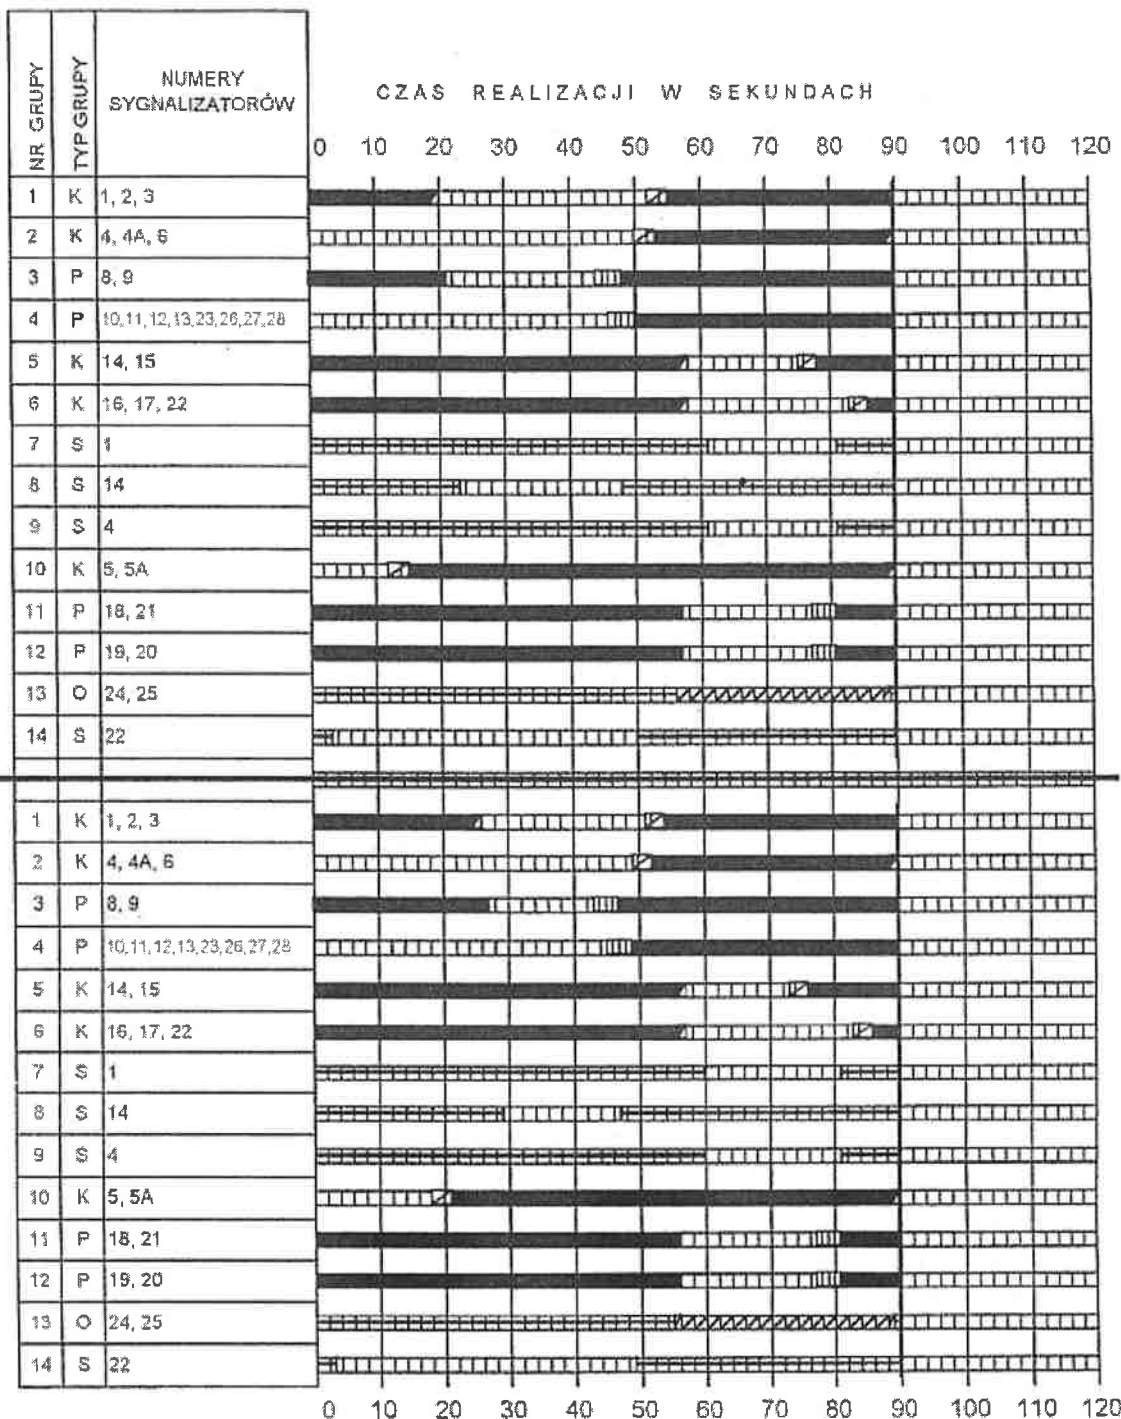 NR GRUPY
TYP GRUPY
NUMERY
SYGNALIZATORÓW
CZAS REALIZACJI W SEKUNDACH
0 10 20 30 40 50 60 70 80 90 100 110 120
1 K 1, 2, 3
2 K 4, 4A, 6
3 P 8, 9
4 P 10,11,12,13,23,26,27,28
5 K 14, 15
6 K 16, 17, 22
7 S 1
8 S 14
9 S 4
10 K 5, 5A
11 P 18, 21
12 P 19, 20
13 O 24, 25
14 S 22
1 K 1, 2, 3
2 K 4, 4A, 6
3 P 8, 9
4 P 10,11,12,13,23,26,27,28
5 K 14, 15
6 K 16, 17, 22
7 S 1
8 S 14
9 S 4
10 K 5, 5A
11 P 18, 21
12 P 19, 20
13 O 24, 25
14 S 22
0 10 20 30 40 50 60 70 80 90 100 110 120